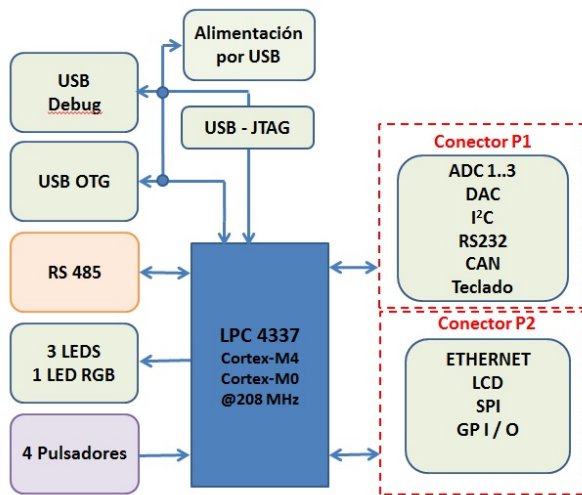 Alimentación
por USB
USB
Debug
USB - JTAG
USB OTG
RS 485
3 LEDS
1 LED RGB
4 Pulsadores
LPC 4337
Cortex-M4
Cortex-M0
@208 MHz
Conector P1
ADC 1..3
DAC
I²C
RS232
CAN
Teclado
Conector P2
ETHERNET
LCD
SPI
GP I / O